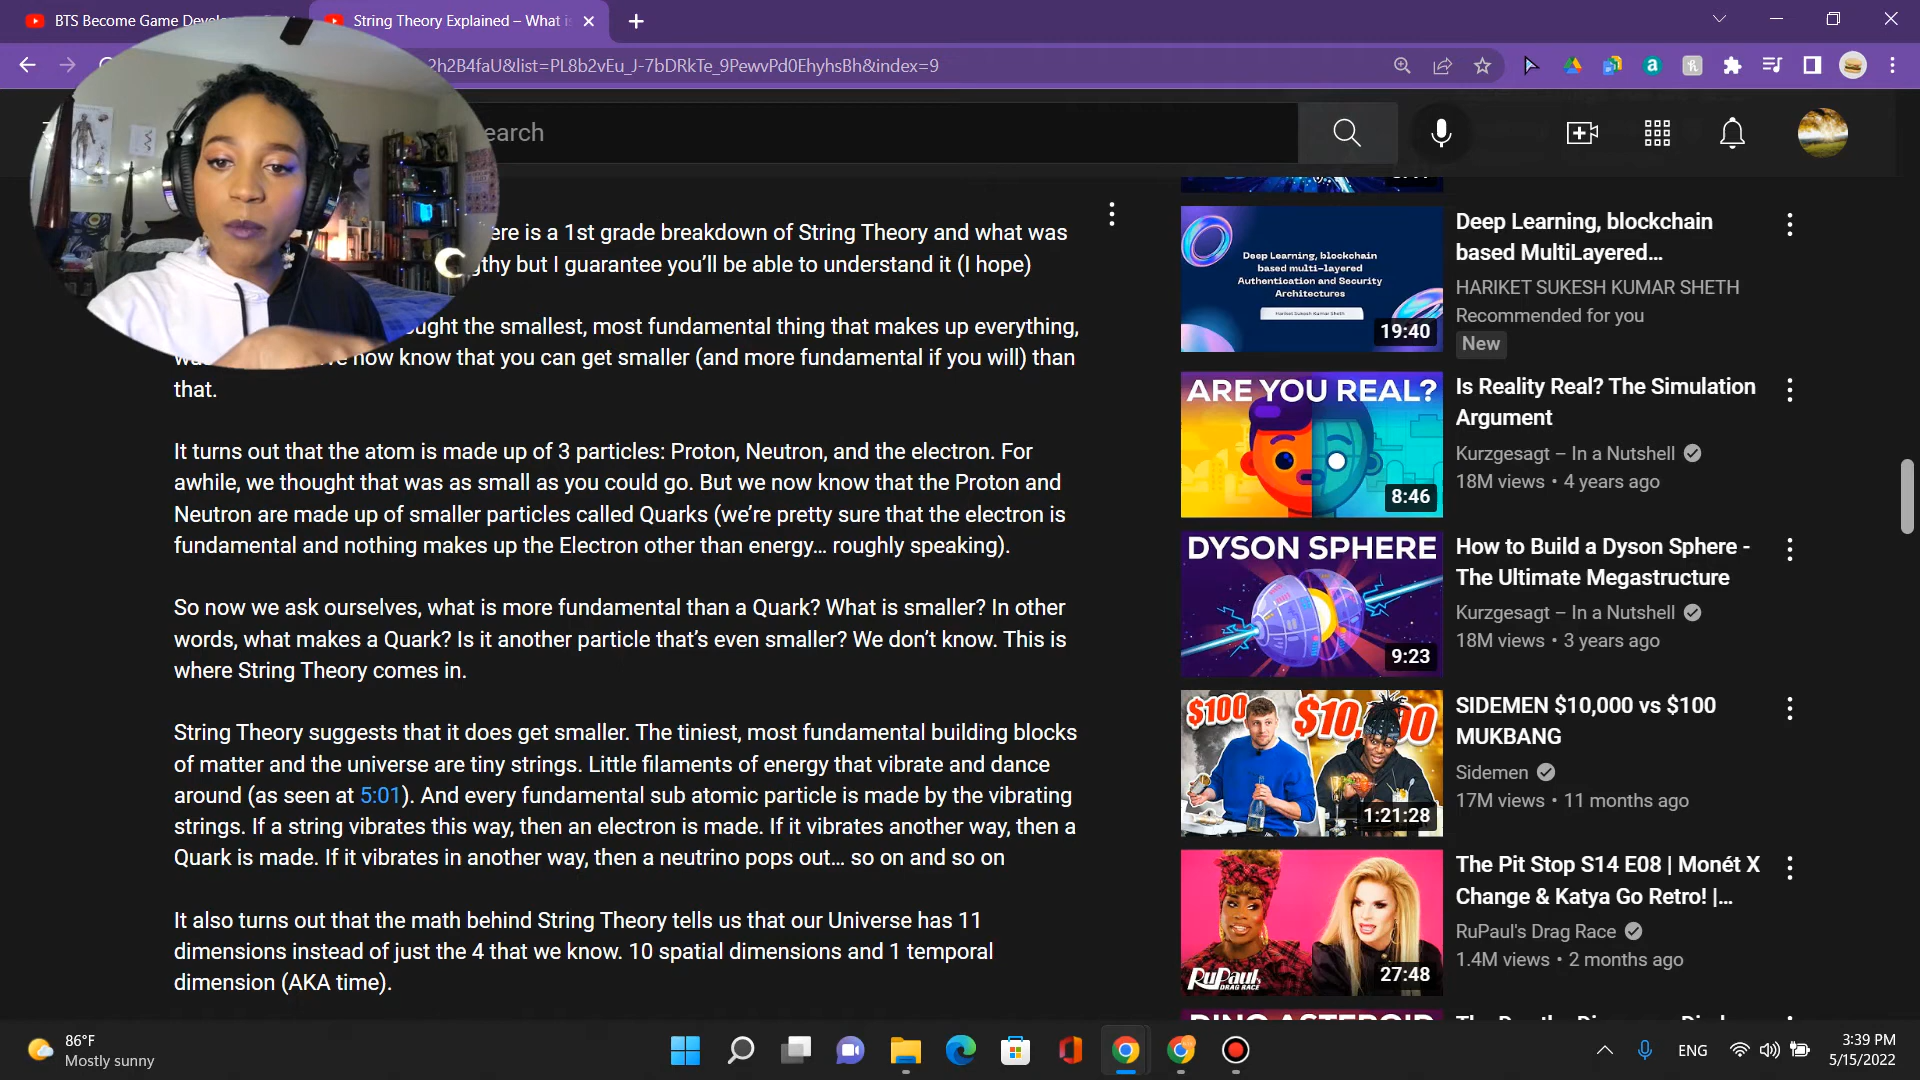 BTS Become Game Develo
String Theory Explained – What is
2h2B4faU&list=PL8b2vEu_J-7bDRkTe_9PewvPd0EhyhsBh&index=9
earch
ere is a 1st grade breakdown of String Theory and what was
gthy but I guarantee you’ll be able to understand it (I hope)
ught the smallest, most fundamental thing that makes up everything,
now know that you can get smaller (and more fundamental if you will) than
that.
It turns out that the atom is made up of 3 particles: Proton, Neutron, and the electron. For
awhile, we thought that was as small as you could go. But we now know that the Proton and
Neutron are made up of smaller particles called Quarks (we’re pretty sure that the electron is
fundamental and nothing makes up the Electron other than energy… roughly speaking).
So now we ask ourselves, what is more fundamental than a Quark? What is smaller? In other
words, what makes a Quark? Is it another particle that’s even smaller? We don’t know. This is
where String Theory comes in.
String Theory suggests that it does get smaller. The tiniest, most fundamental building blocks
of matter and the universe are tiny strings. Little filaments of energy that vibrate and dance
around (as seen at 5:01). And every fundamental sub atomic particle is made by the vibrating
strings. If a string vibrates this way, then an electron is made. If it vibrates another way, then a
Quark is made. If it vibrates in another way, then a neutrino pops out… so on and so on
It also turns out that the math behind String Theory tells us that our Universe has 11
dimensions instead of just the 4 that we know. 10 spatial dimensions and 1 temporal
dimension (AKA time).
Deep Learning, blockchain
based multi-layered
Authentication and Security
Architectures
Hariket Sukesh Kumar Sheth
19:40
Deep Learning, blockchain
based MultiLayered...
HARIKET SUKESH KUMAR SHETH
Recommended for you
New
ARE YOU REAL?
8:46
Is Reality Real? The Simulation
Argument
Kurzgesagt – In a Nutshell
18M views • 4 years ago
DYSON SPHERE
9:23
How to Build a Dyson Sphere -
The Ultimate Megastructure
Kurzgesagt – In a Nutshell
18M views • 3 years ago
$100 $10,000
1:21:28
SIDEMEN $10,000 vs $100
MUKBANG
Sidemen
17M views • 11 months ago
RuPaul's
DRAG RACE
27:48
The Pit Stop S14 E08 | Monét X
Change & Katya Go Retro! |...
RuPaul's Drag Race
1.4M views • 2 months ago
86°F
Mostly sunny
ENG
3:39 PM
5/15/2022